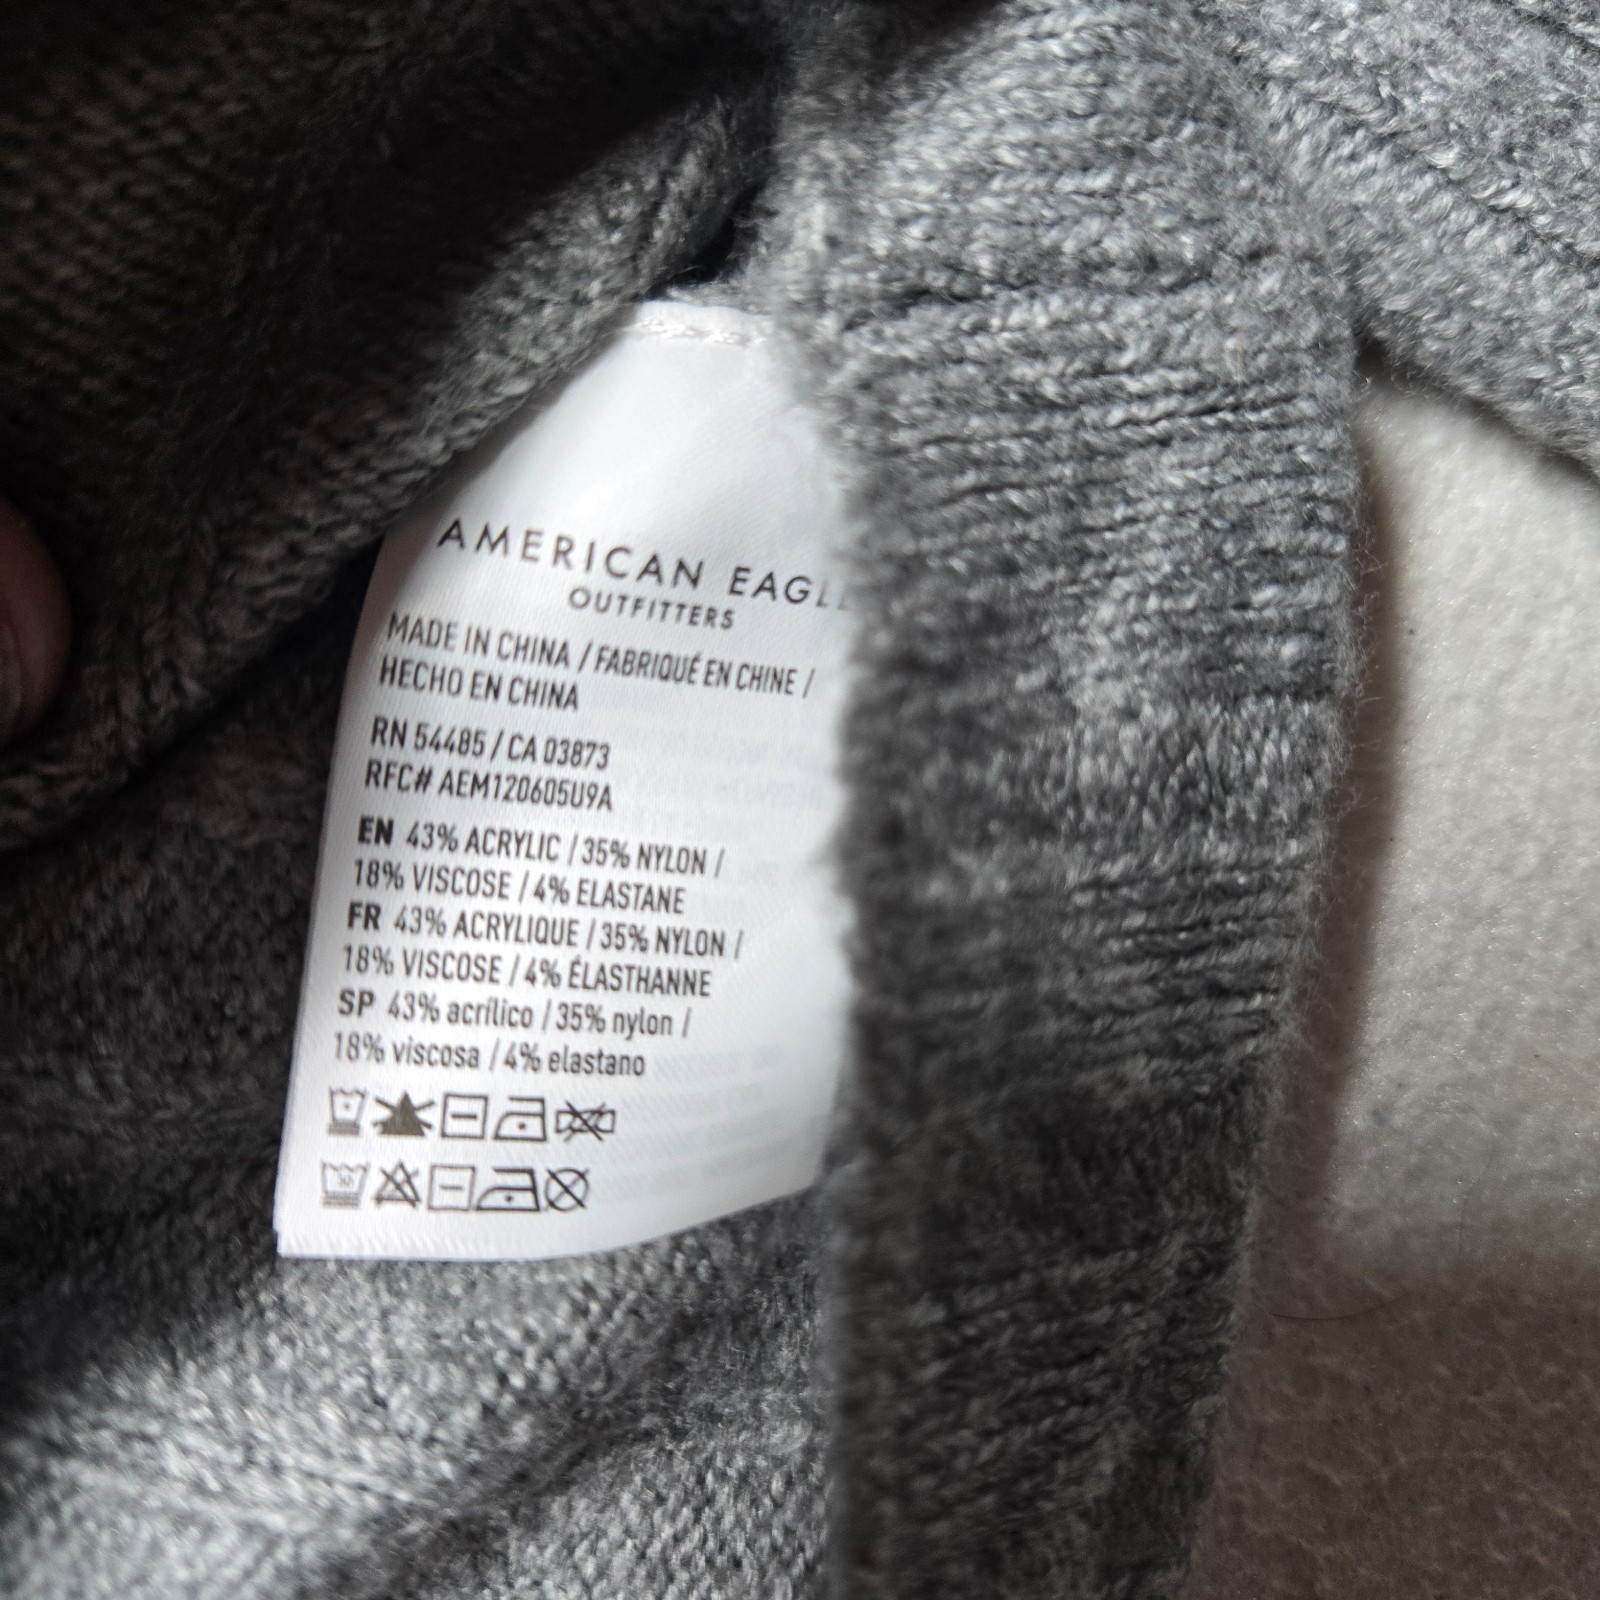 AMERICAN EAGLE
OUTFITTERS
MADE IN CHINA / FABRIQUÉ EN CHINE /
HECHO EN CHINA
RN 54485 / CA 03873
RFC# AEM120605U9A
EN 43% ACRYLIC / 35% NYLON /
18% VISCOSE / 4% ELASTANE
FR 43% ACRYLIQUE / 35% NYLON /
18% VISCOSE / 4% ÉLASTHANNE
SP 43% acrílico / 35% nylon /
18% viscosa / 4% elastano
30